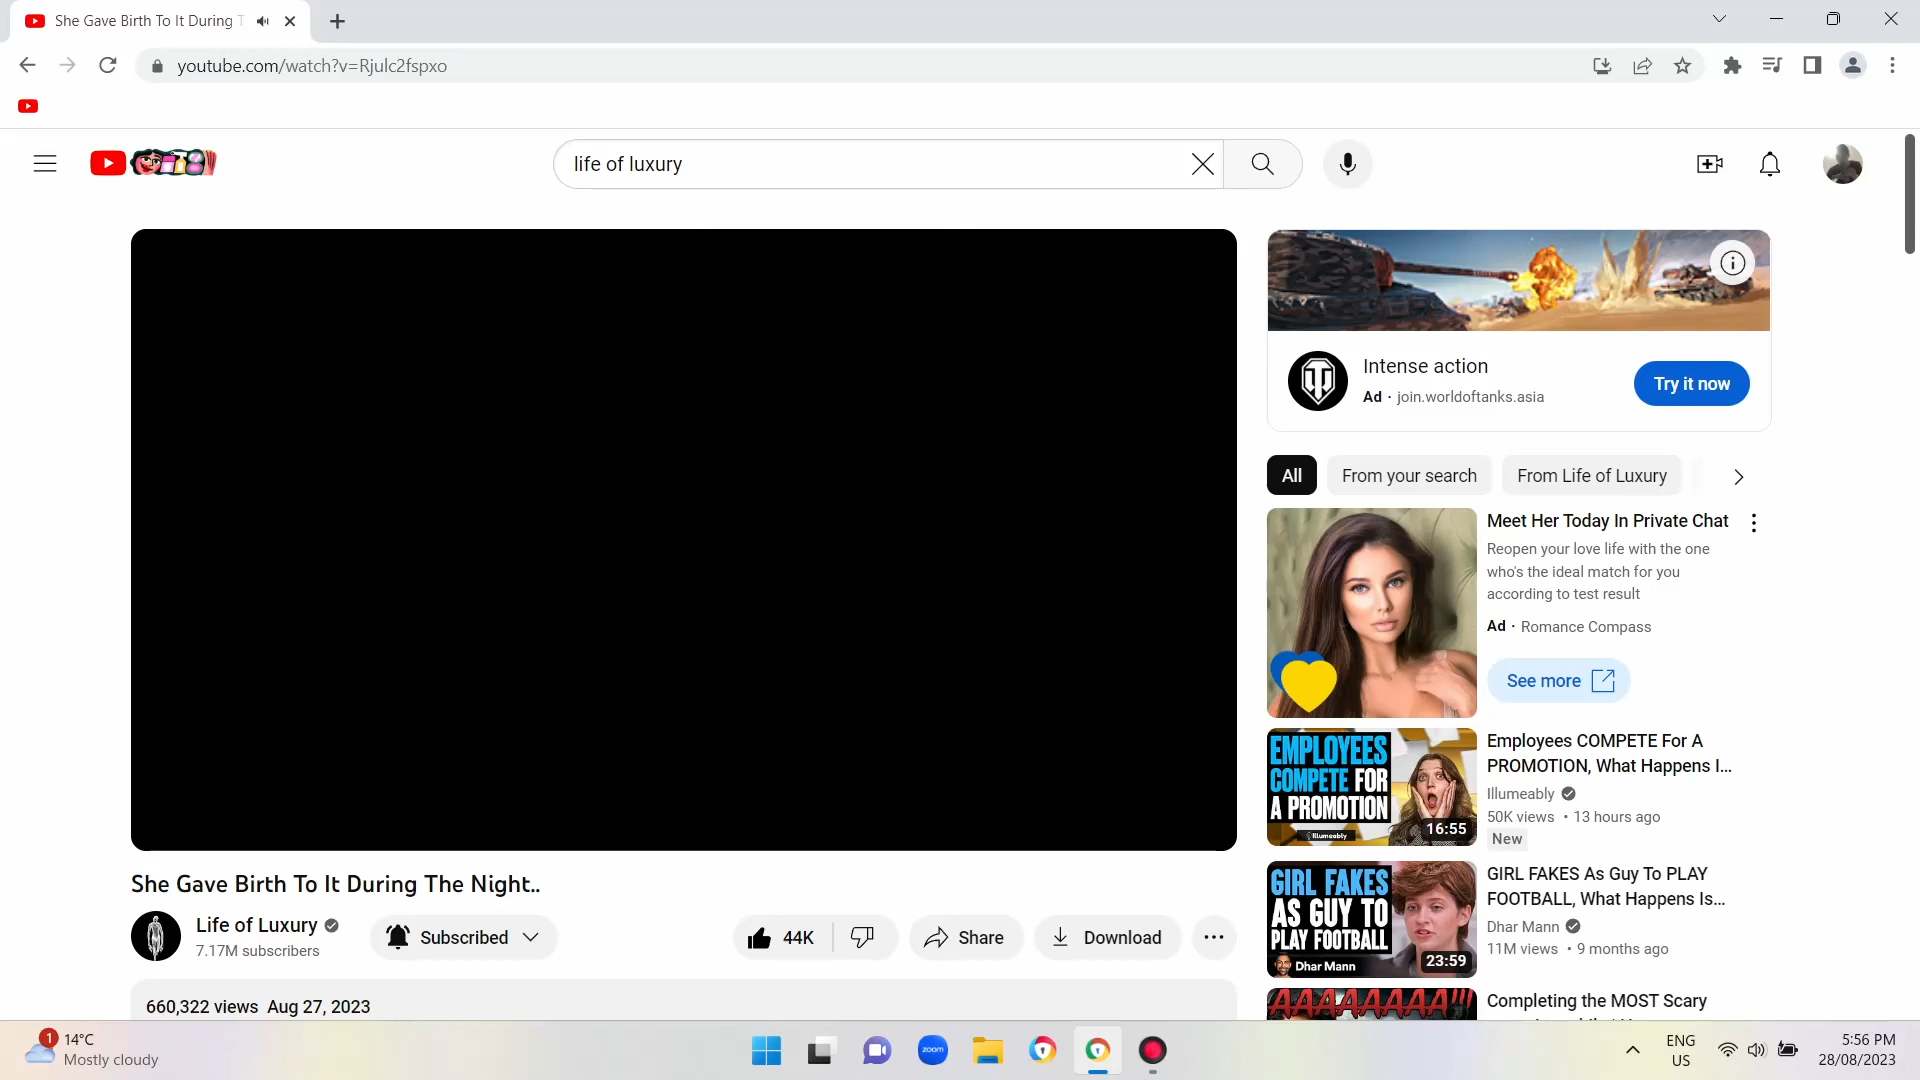 She Gave Birth To It During T
youtube.com/watch?v=Rjulc2fspxo
life of luxury
Intense action
Ad · join.worldoftanks.asia
Try it now
All
From your search
From Life of Luxury
Meet Her Today In Private Chat
Reopen your love life with the one
who's the ideal match for you
according to test result
Ad · Romance Compass
See more
EMPLOYEES
COMPETE FOR
A PROMOTION
Illumeably
16:55
Employees COMPETE For A
PROMOTION, What Happens I...
Illumeably
50K views • 13 hours ago
New
GIRL FAKES
AS GUY TO
PLAY FOOTBALL
Dhar Mann
23:59
GIRL FAKES As Guy To PLAY
FOOTBALL, What Happens Is...
Dhar Mann
11M views • 9 months ago
AAAAAAAA!!!
Completing the MOST Scary
She Gave Birth To It During The Night..
Life of Luxury
7.17M subscribers
Subscribed
44K
Share
Download
660,322 views Aug 27, 2023
1
14°C
Mostly cloudy
zoom
ENG
US
5:56 PM
28/08/2023